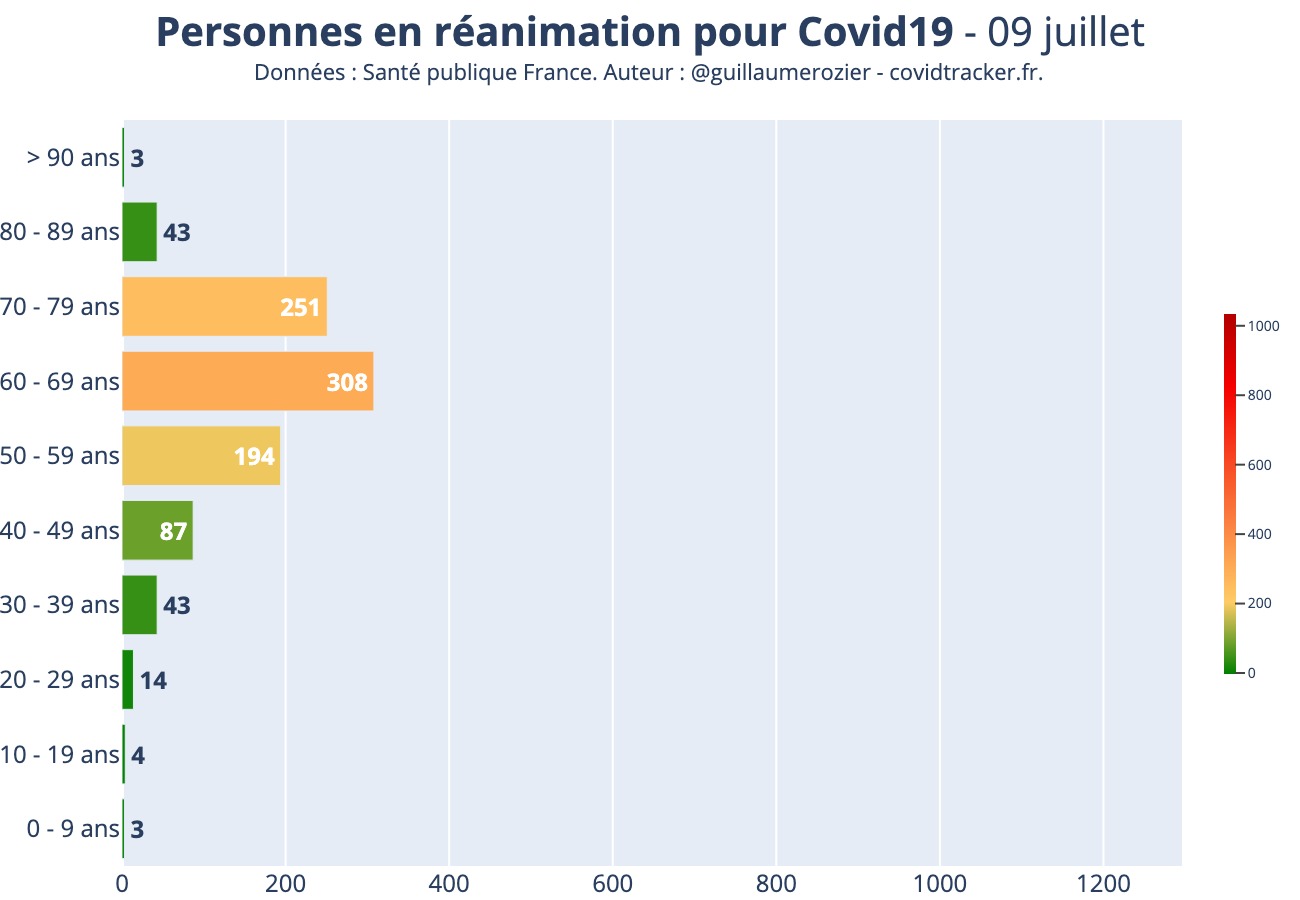 Personnes en réanimation pour Covid19 - 09 juillet
Données : Santé publique France. Auteur : @guillaumerozier - covidtracker.fr.
> 90 ans 3
80 - 89 ans 43
70 - 79 ans 251
60 - 69 ans 308
50 - 59 ans 194
40 - 49 ans 87
30 - 39 ans 43
20 - 29 ans 14
10 - 19 ans 4
0 - 9 ans 3
0 200 400 600 800 1000 1200
1000
800
600
400
200
0